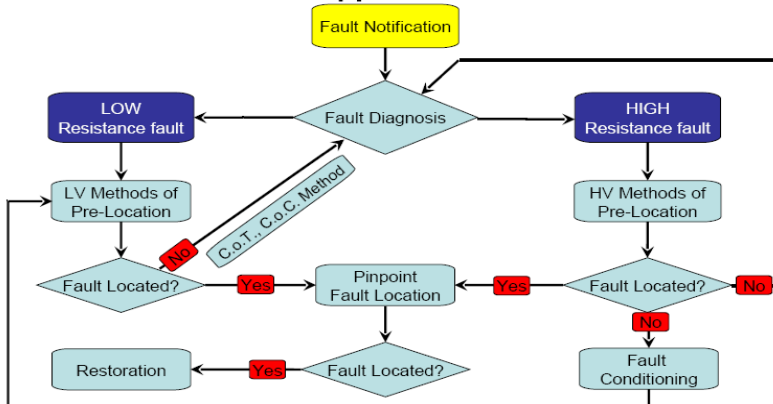 Fault Notification
LOW
Resistance fault
Fault Diagnosis
HIGH
Resistance fault
LV Methods of
Pre-Location
C.o.T., C.o.C. Method
HV Methods of
Pre-Location
No
Fault Located?
Yes
Pinpoint
Fault Location
Yes
Fault Located?
No
No
Restoration
Yes
Fault Located?
Fault
Conditioning